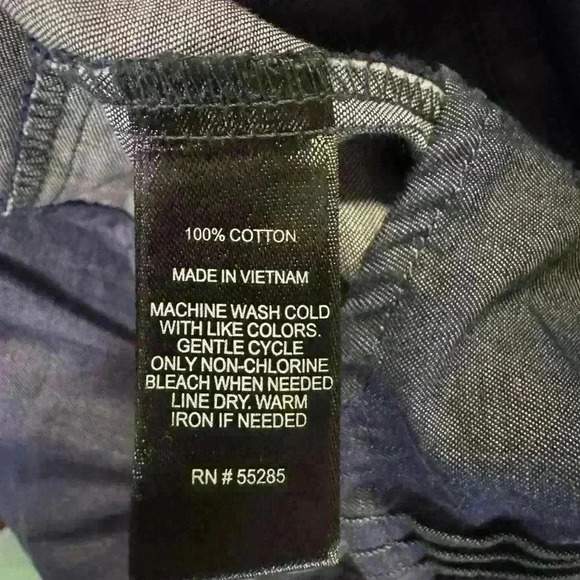 100% COTTON
MADE IN VIETNAM
MACHINE WASH COLD
WITH LIKE COLORS.
GENTLE CYCLE
ONLY NON-CHLORINE
BLEACH WHEN NEEDED
LINE DRY. WARM
IRON IF NEEDED
RN # 55285